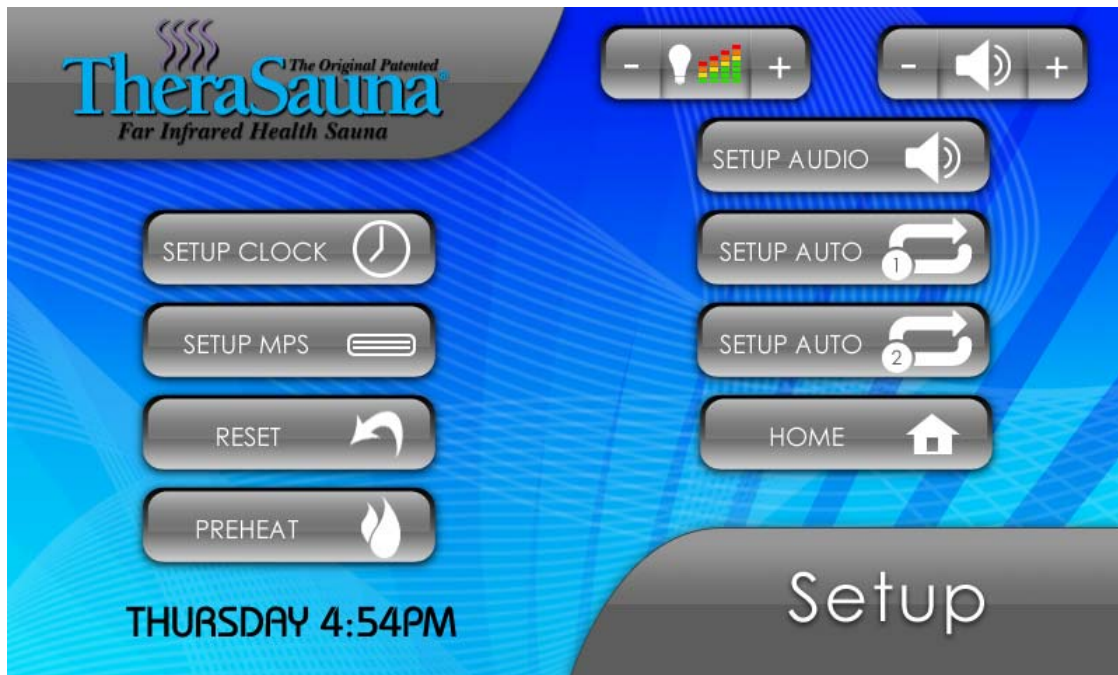 The Original Patented
TheraSauna®
Far Infrared Health Sauna
- +
- +
SETUP AUDIO
SETUP CLOCK
SETUP AUTO 1
SETUP MPS
SETUP AUTO 2
RESET
HOME
PREHEAT
THURSDAY 4:54PM
Setup